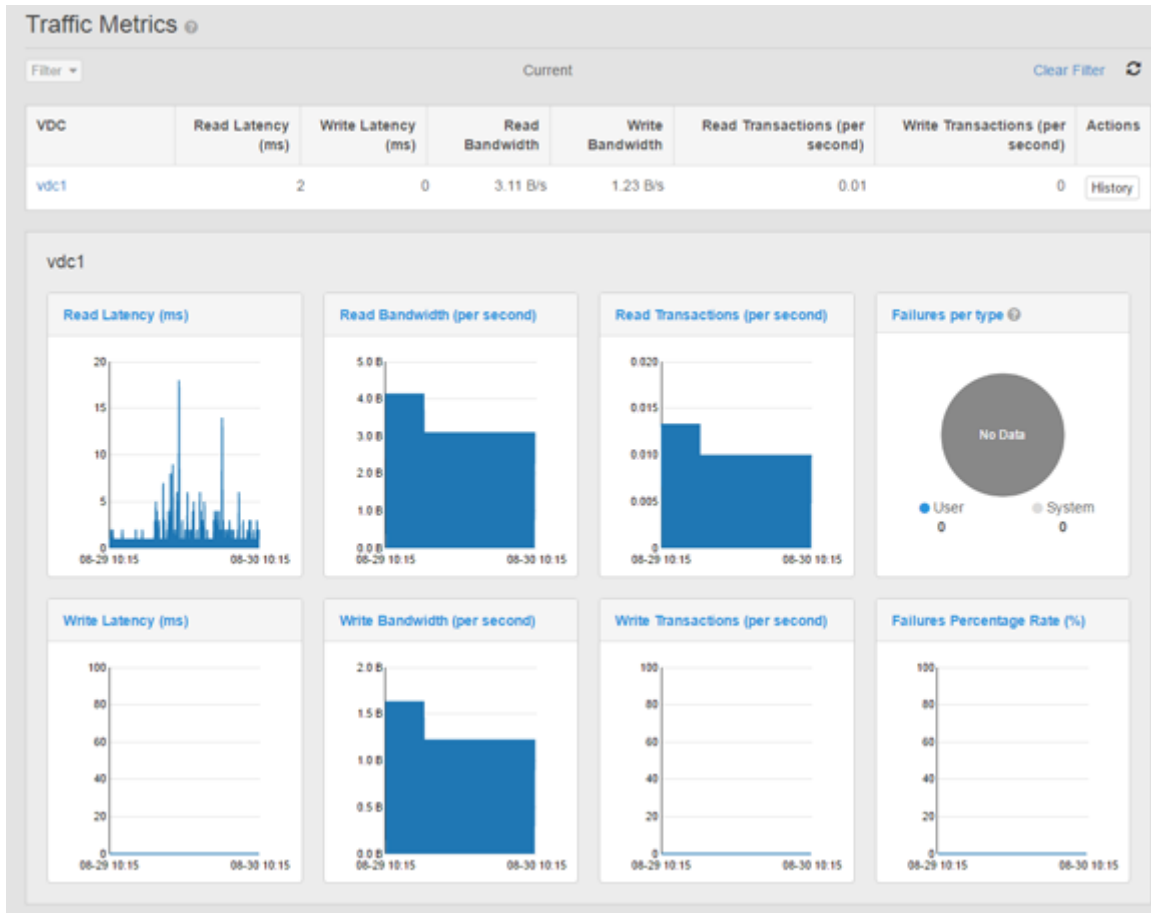 Traffic Metrics
Filter
Current
Clear Filter
VDC
Read Latency (ms)
Write Latency (ms)
Read Bandwidth
Write Bandwidth
Read Transactions (per second)
Write Transactions (per second)
Actions
vdc1
2
0
3.11 B/s
1.23 B/s
0.01
0
History
vdc1
Read Latency (ms)
20
15
10
5
0
08-29 10:15
08-30 10:15
Read Bandwidth (per second)
5.0 B
4.0 B
3.0 B
2.0 B
1.0 B
0.0 B
08-29 10:15
08-30 10:15
Read Transactions (per second)
0.020
0.015
0.010
0.005
0
08-29 10:15
08-30 10:15
Failures per type
No Data
User
0
System
0
Write Latency (ms)
100
80
60
40
20
0
08-29 10:15
08-30 10:15
Write Bandwidth (per second)
2.0 B
1.5 B
1.0 B
0.5 B
0.0 B
08-29 10:15
08-30 10:15
Write Transactions (per second)
100
80
60
40
20
0
08-29 10:15
08-30 10:15
Failures Percentage Rate (%)
100
80
60
40
20
0
08-29 10:15
08-30 10:15